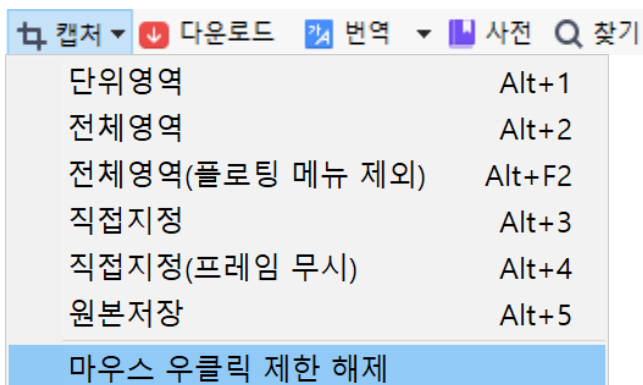 캡처 다운로드 번역 사전 찾기
단위영역 Alt+1
전체영역 Alt+2
전체영역(플로팅 메뉴 제외) Alt+F2
직접지정 Alt+3
직접지정(프레임 무시) Alt+4
원본저장 Alt+5
마우스 우클릭 제한 해제